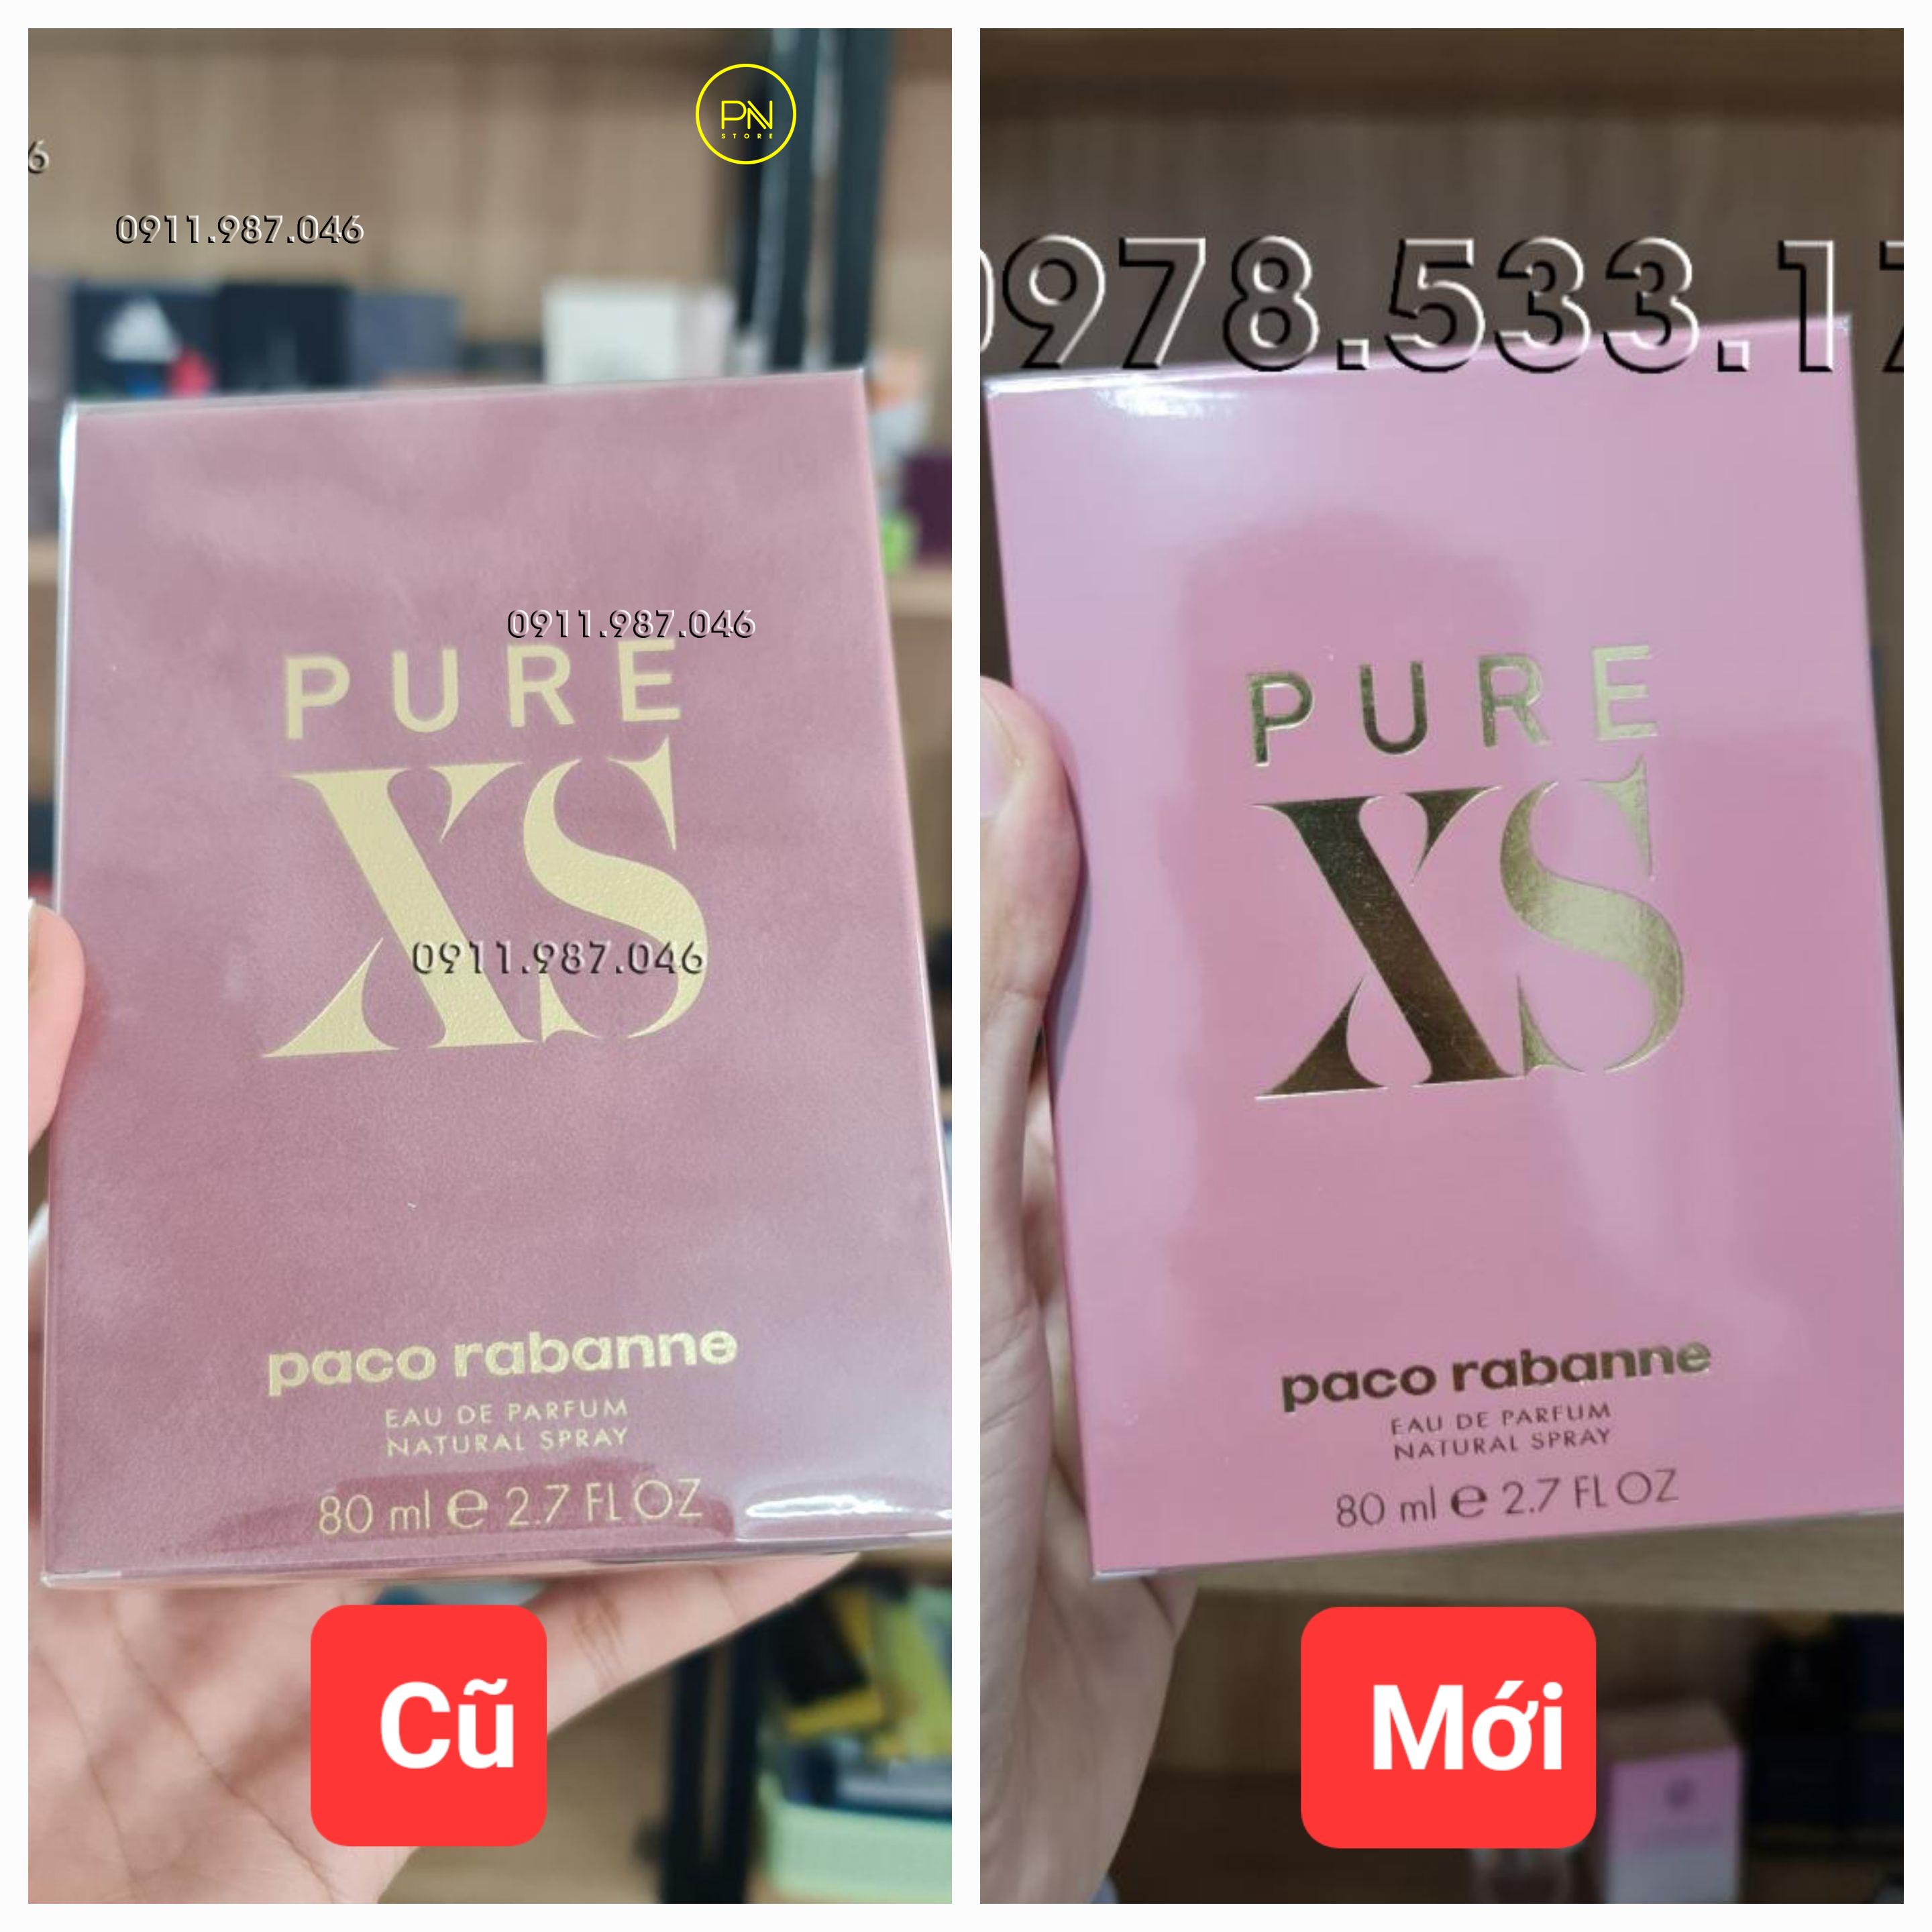 PN
STORE
6
0911.987.046
0911.987.046
PURE
XS
0911.987.046
paco rabanne
EAU DE PARFUM
NATURAL SPRAY
80 ml e 2.7 FL OZ
Cũ
0978.533.17
PURE
XS
paco rabanne
EAU DE PARFUM
NATURAL SPRAY
80 ml e 2.7 FL OZ
Mới